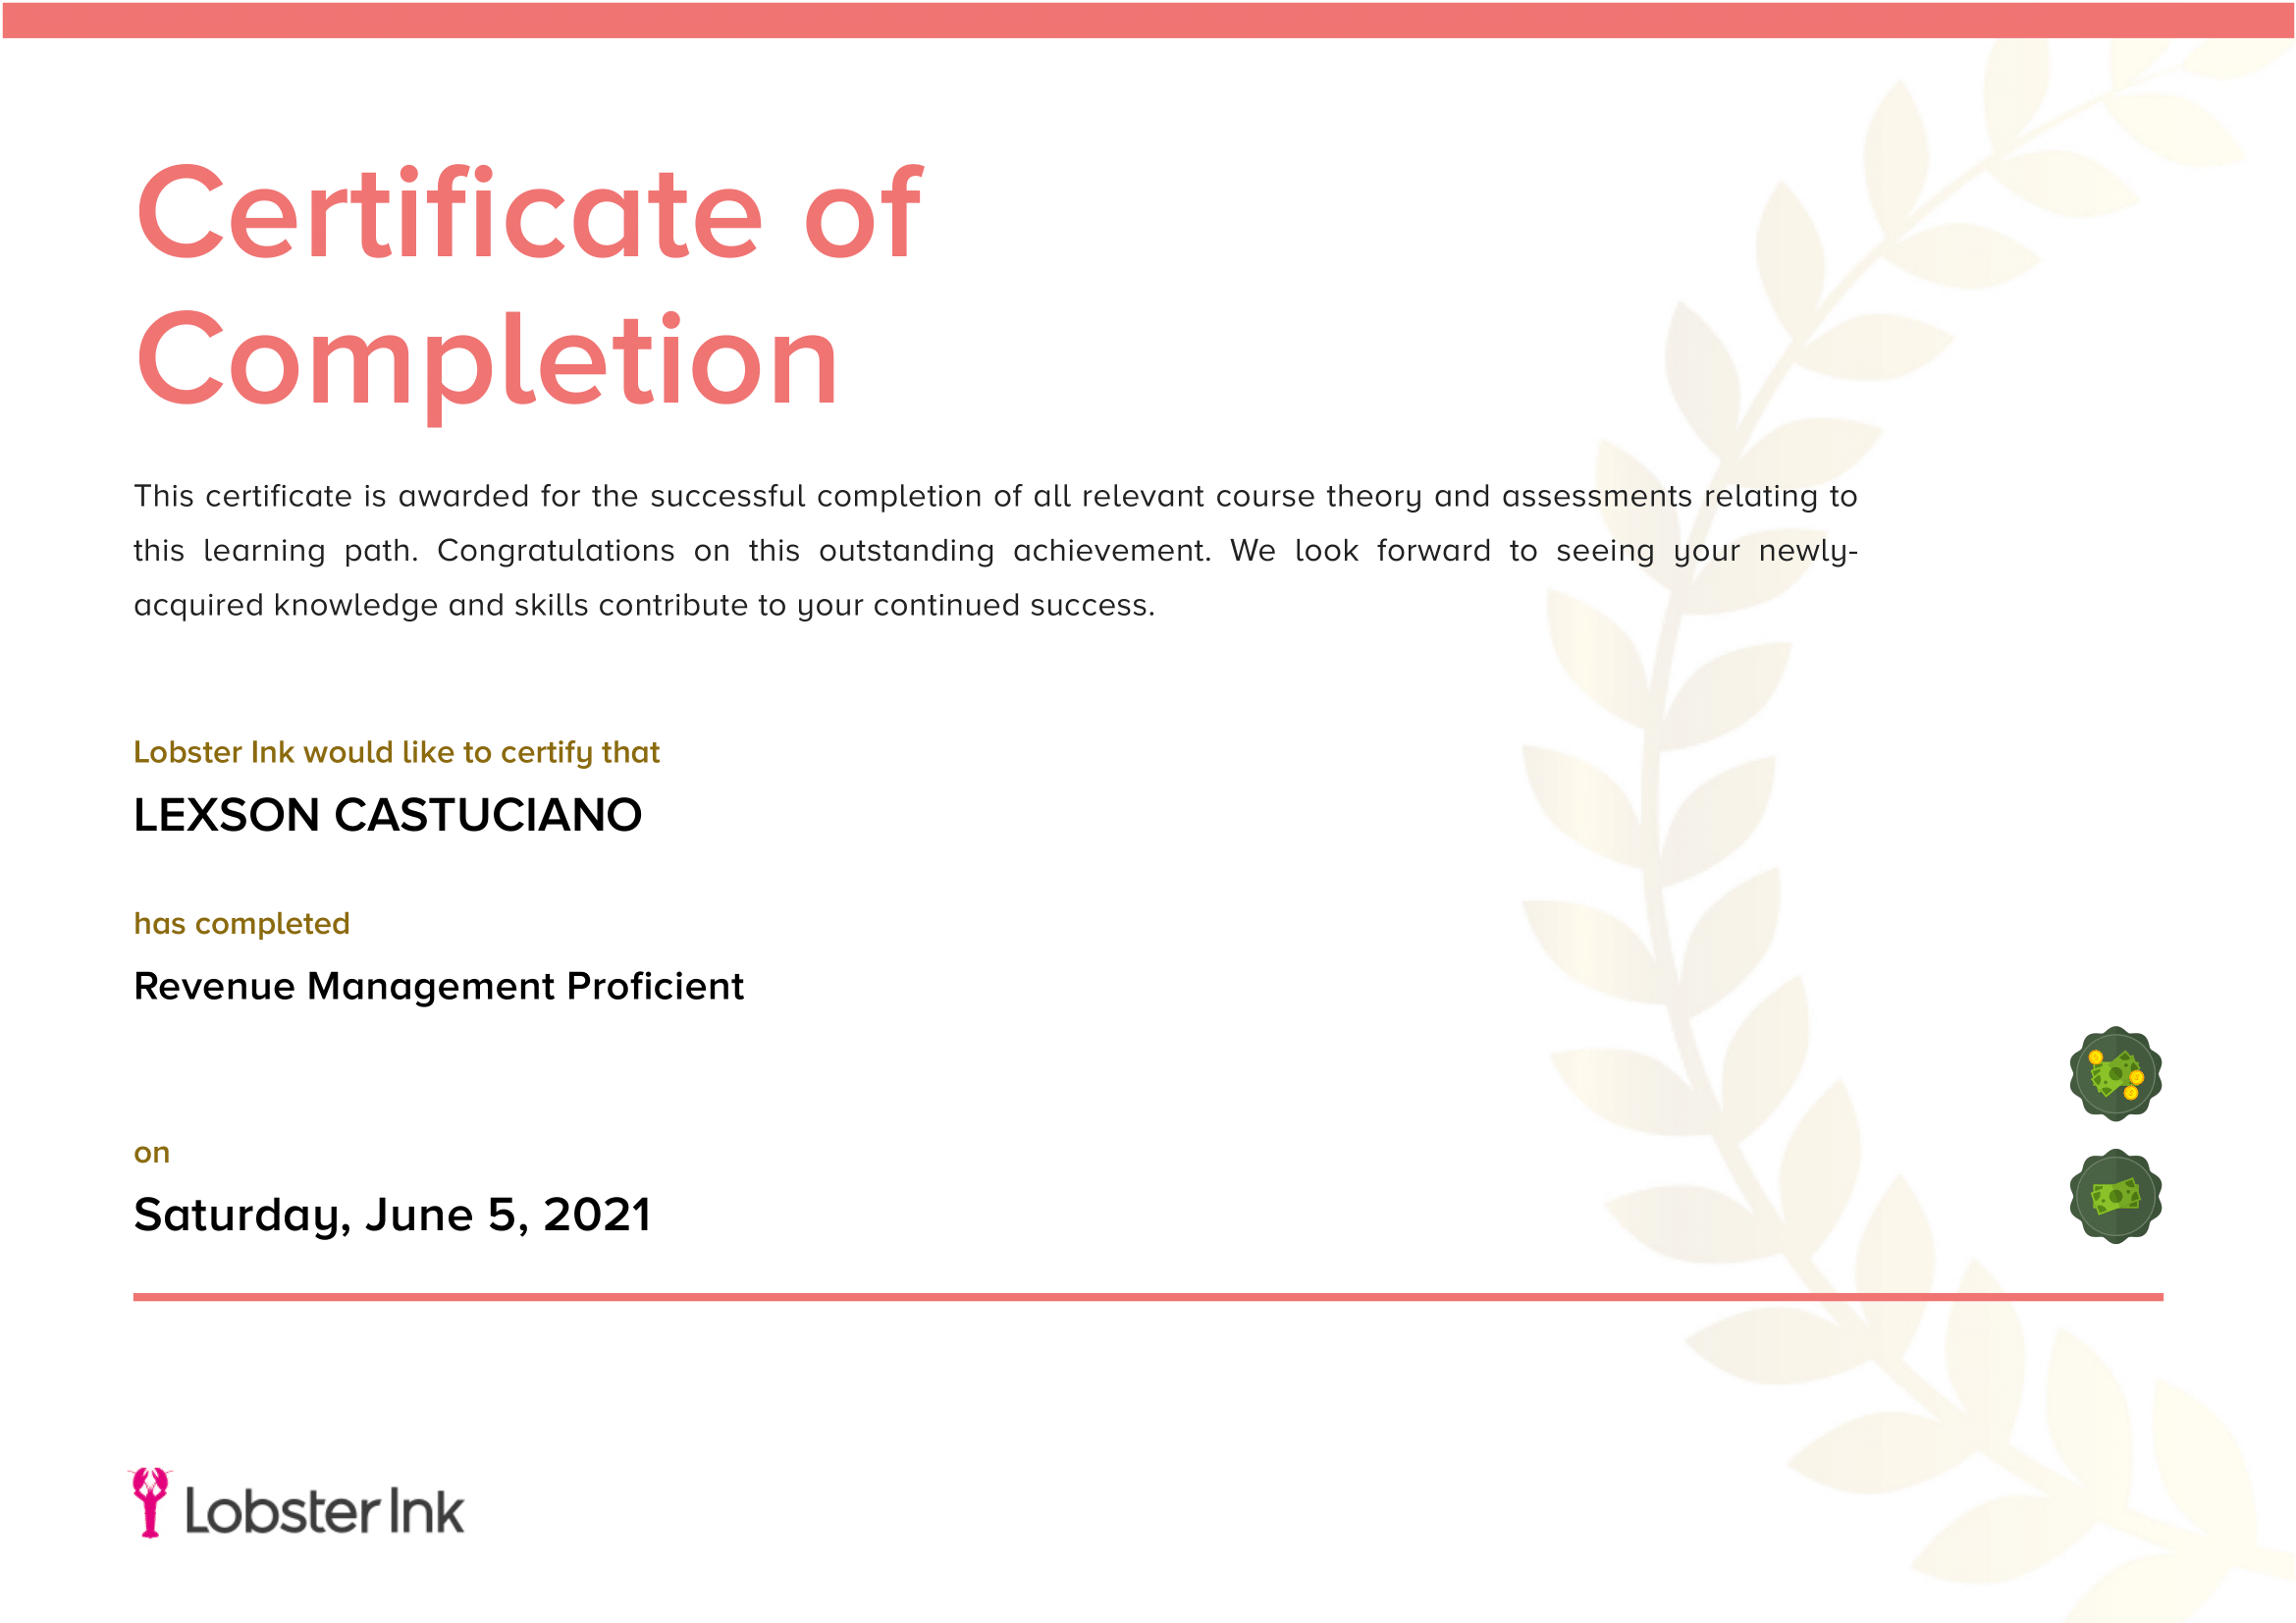 Certificate of
Completion
This certificate is awarded for the successful completion of all relevant course theory and assessments relating to
this learning path. Congratulations on this outstanding achievement. We look forward to seeing your newly-
acquired knowledge and skills contribute to your continued success.
Lobster Ink would like to certify that
LEXSON CASTUCIANO
has completed
Revenue Management Proficient
on
Saturday, June 5, 2021
Lobster Ink